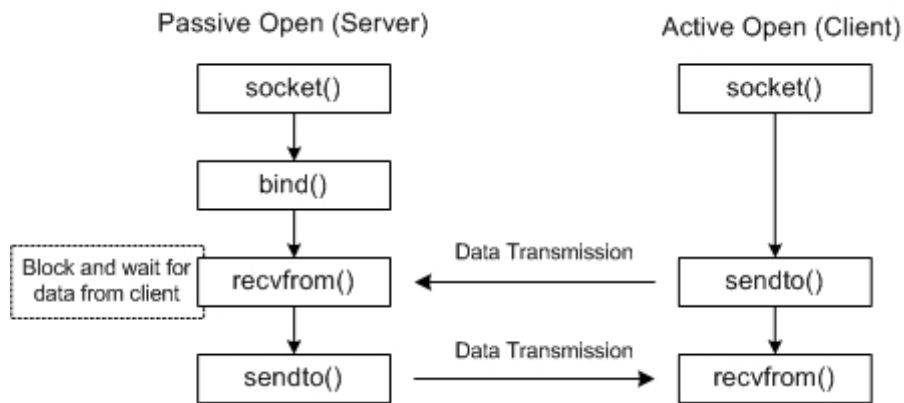 Passive Open (Server)
Active Open (Client)
socket()
socket()
bind()
Data Transmission
Block and wait for
data from client
recvfrom()
sendto()
Data Transmission
sendto()
recvfrom()